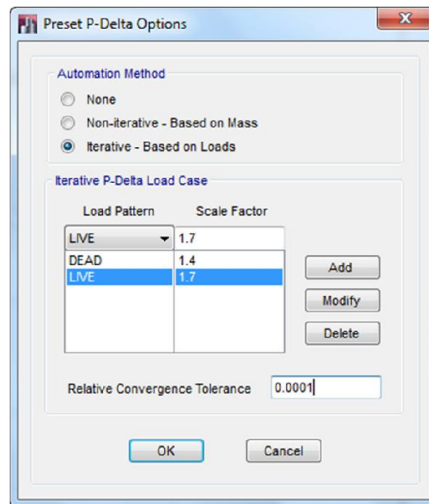 Preset P-Delta Options
Automation Method
None
Non-iterative - Based on Mass
Iterative - Based on Loads
Iterative P-Delta Load Case
Load Pattern Scale Factor
LIVE 1.7
DEAD 1.4
LIVE 1.7
Add
Modify
Delete
Relative Convergence Tolerance 0.0001
OK Cancel